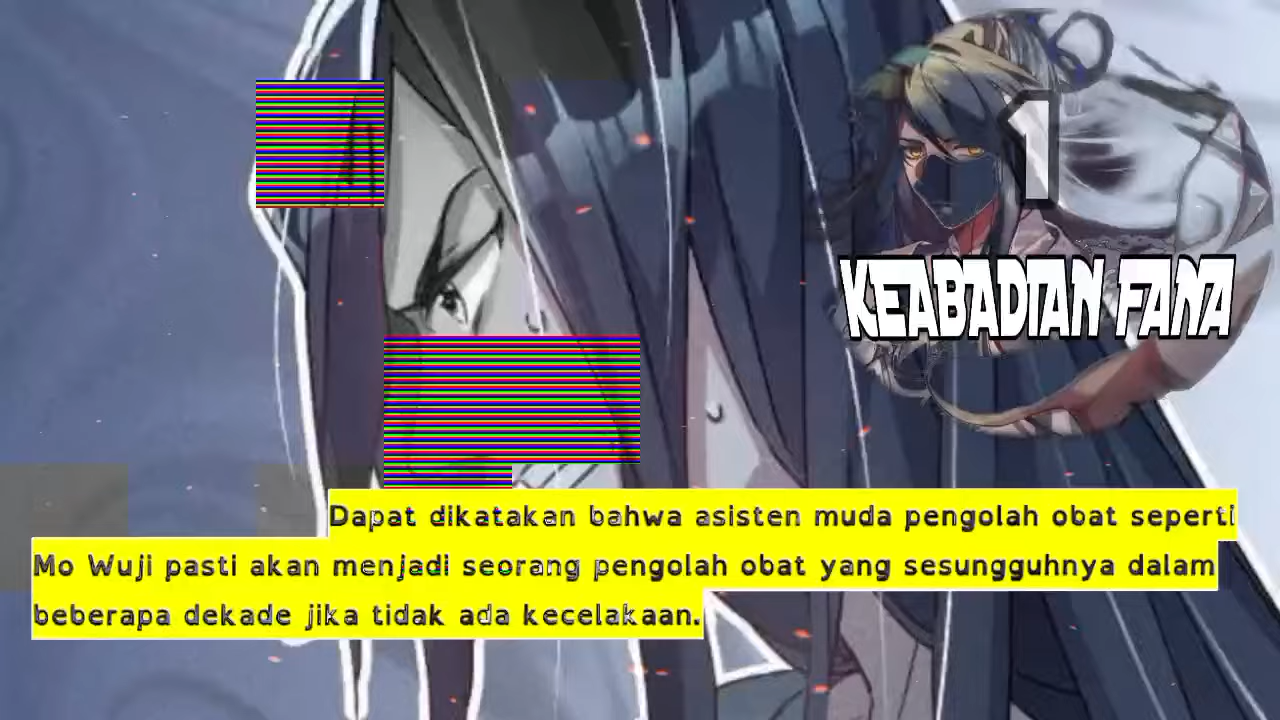 1
KEABADIAN FANA
Dapat dikatakan bahwa asisten muda pengolah obat seperti
Mo Wuji pasti akan menjadi seorang pengolah obat yang sesungguhnya dalam
beberapa dekade jika tidak ada kecelakaan.